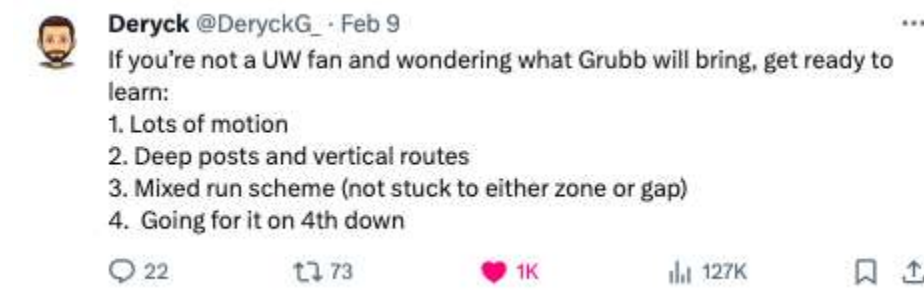 Deryck @DeryckG_ · Feb 9
If you're not a UW fan and wondering what Grubb will bring, get ready to
learn:
1. Lots of motion
2. Deep posts and vertical routes
3. Mixed run scheme (not stuck to either zone or gap)
4.  Going for it on 4th down
22 73 1K 127K